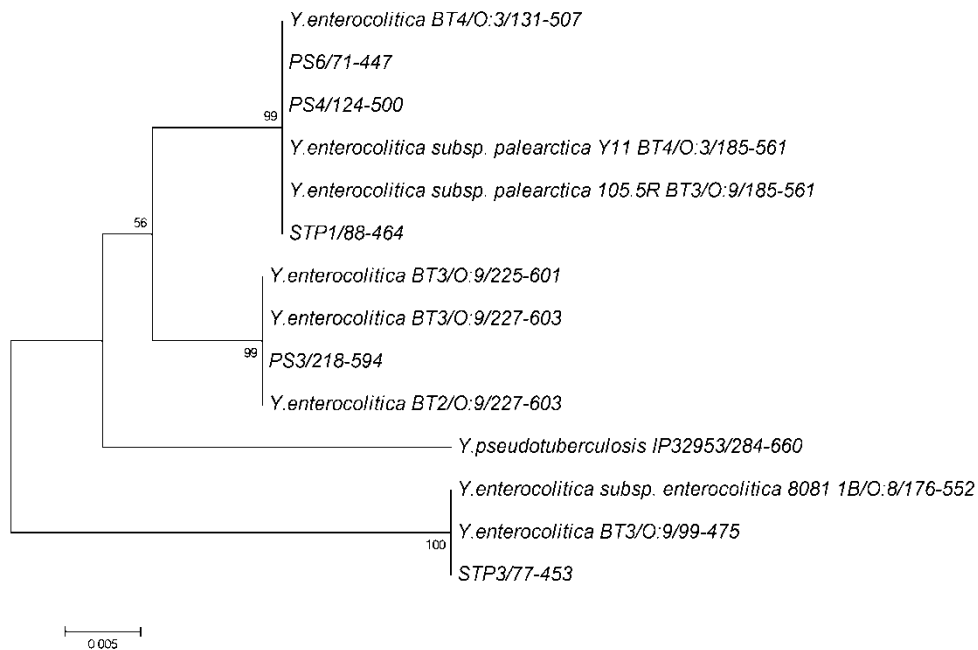 Y.enterocolitica BT4/O:3/131-507
PS6/71-447
PS4/124-500
99
Y.enterocolitica subsp. palearctica Y11 BT4/O:3/185-561
Y.enterocolitica subsp. palearctica 105.5R BT3/O:9/185-561
56
STP1/88-464
Y.enterocolitica BT3/O:9/225-601
Y.enterocolitica BT3/O:9/227-603
99
PS3/218-594
Y.enterocolitica BT2/O:9/227-603
Y.pseudotuberculosis IP32953/284-660
Y.enterocolitica subsp. enterocolitica 8081 1B/O:8/176-552
Y.enterocolitica BT3/O:9/99-475
100
STP3/77-453
0.005